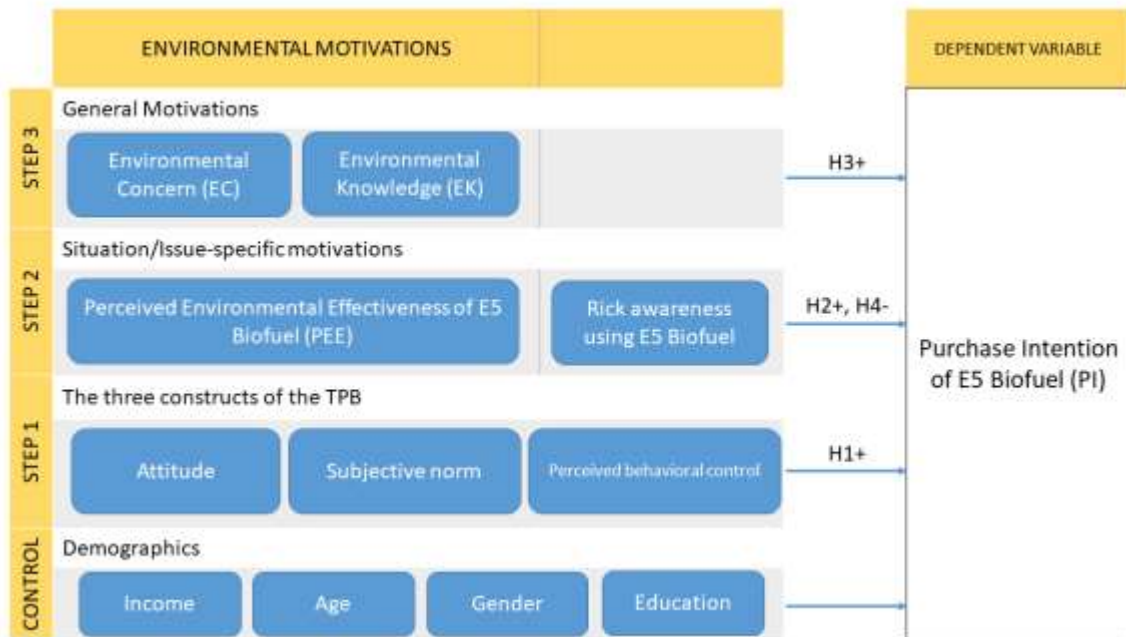 ENVIRONMENTAL MOTIVATIONS
DEPENDENT VARIABLE
STEP 3
General Motivations
Environmental
Concern (EC)
Environmental
Knowledge (EK)
H3+
STEP 2
Situation/Issue-specific motivations
Perceived Environmental Effectiveness of E5
Biofuel (PEE)
Rick awareness
using E5 Biofuel
H2+, H4-
Purchase Intention
of E5 Biofuel (PI)
STEP 1
The three constructs of the TPB
Attitude
Subjective norm
Perceived behavioral control
H1+
CONTROL
Demographics
Income
Age
Gender
Education